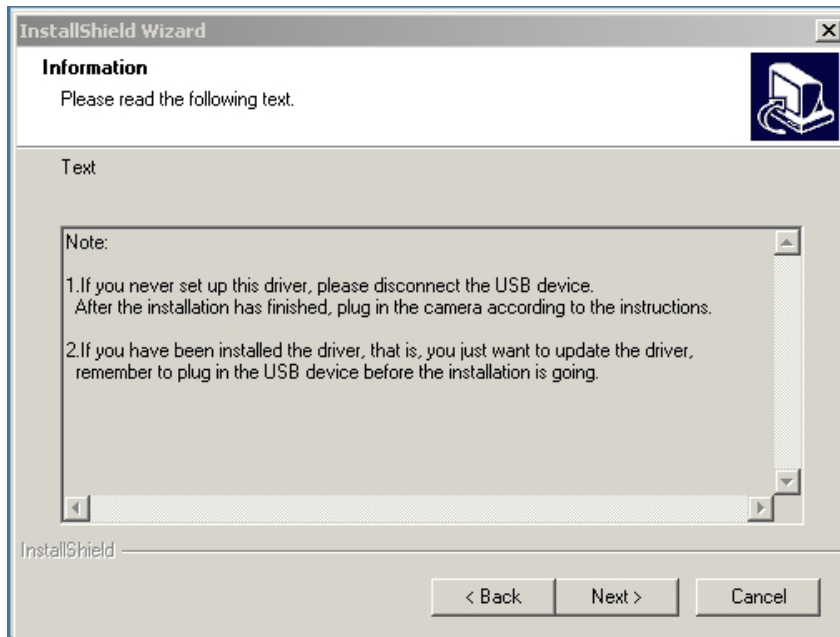 InstallShield Wizard
Information
Please read the following text.
Text
Note:
1.If you never set up this driver, please disconnect the USB device.
After the installation has finished, plug in the camera according to the instructions.
2.If you have been installed the driver, that is, you just want to update the driver,
remember to plug in the USB device before the installation is going.
InstallShield
< Back
Next >
Cancel